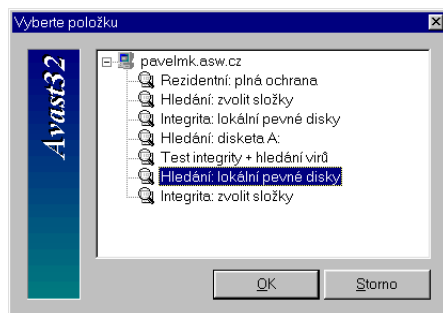 Vyberte položku
Avast32
pavelmk.asw.cz
Rezidentní: plná ochrana
Hledání: zvolit složky
Integrita: lokální pevné disky
Hledání: disketa A:
Test integrity + hledání virů
Hledání: lokální pevné disky
Integrita: zvolit složky
OK
Storno